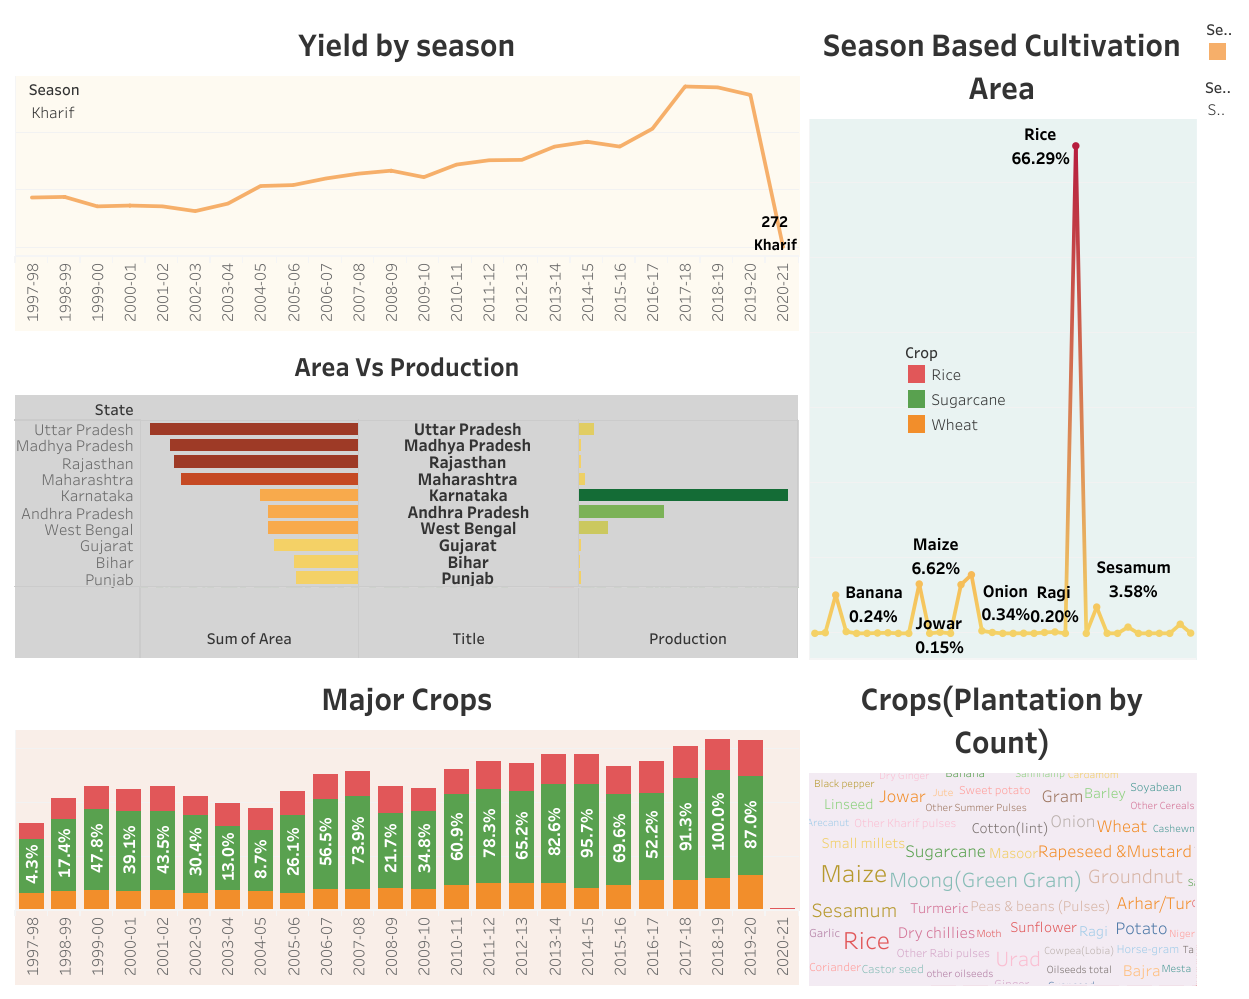 Yield by season
Season
Kharif
272
Kharif
1997-98
1998-99
1999-00
2000-01
2001-02
2002-03
2003-04
2004-05
2005-06
2006-07
2007-08
2008-09
2009-10
2010-11
2011-12
2012-13
2013-14
2014-15
2015-16
2016-17
2017-18
2018-19
2019-20
2020-21
Season Based Cultivation
Area
Se..
Se..
S..
Rice
66.29%
Crop
Rice
Sugarcane
Wheat
Maize
6.62%
Banana
0.24%
Jowar
0.15%
Onion
0.34%
Ragi
0.20%
Sesamum
3.58%
Area Vs Production
State
Uttar Pradesh Uttar Pradesh
Madhya Pradesh Madhya Pradesh
Rajasthan Rajasthan
Maharashtra Maharashtra
Karnataka Karnataka
Andhra Pradesh Andhra Pradesh
West Bengal West Bengal
Gujarat Gujarat
Bihar Bihar
Punjab Punjab
Sum of Area Title Production
Major Crops
4.3%
17.4%
47.8%
39.1%
43.5%
30.4%
13.0%
8.7%
26.1%
56.5%
73.9%
21.7%
34.8%
60.9%
78.3%
65.2%
82.6%
95.7%
69.6%
52.2%
91.3%
100.0%
87.0%
1997-98
1998-99
1999-00
2000-01
2001-02
2002-03
2003-04
2004-05
2005-06
2006-07
2007-08
2008-09
2009-10
2010-11
2011-12
2012-13
2013-14
2014-15
2015-16
2016-17
2017-18
2018-19
2019-20
2020-21
Crops(Plantation by
Count)
Dry Ginger Banana Sannhamp Cardamom
Black pepper Jute Sweet potato Soyabean
Linseed Jowar Gram Barley
Other Summer Pulses Other Cereals
Arecanut Other Kharif pulses Cotton(lint) Onion Wheat Cashewn
Small millets Sugarcane Masoor Rapeseed &Mustard
Maize Moong(Green Gram) Groundnut
Sesamum Turmeric Peas & beans (Pulses) Arhar/Tur
Garlic Rice Dry chillies Moth Sunflower Ragi Potato Niger
Other Rabi pulses Urad Cowpea(Lobia) Horse-gram Ta
Coriander Castor seed other oilseeds Oilseeds total Bajra Mesta
Ginger